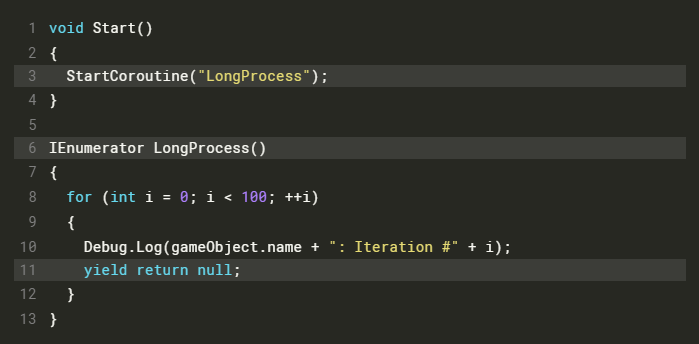 1 void Start()
2 {
3 StartCoroutine("LongProcess");
4 }
5
6 IEnumerator LongProcess()
7 {
8 for (int i = 0; i < 100; ++i)
9 {
10 Debug.Log(gameObject.name + ": Iteration #" + i);
11 yield return null;
12 }
13 }